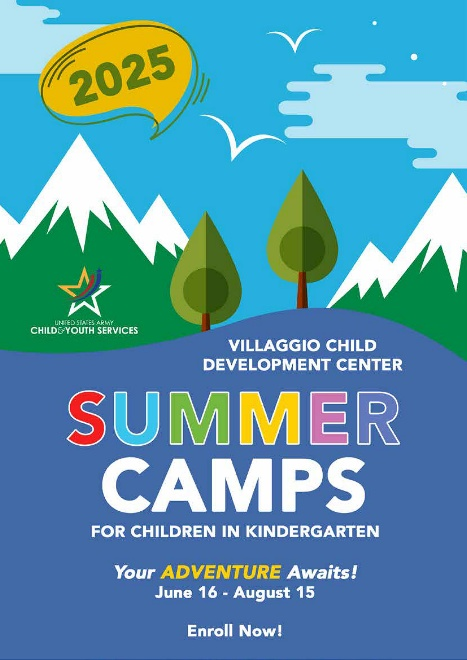 2025
UNITED STATES ARMY
CHILD & YOUTH SERVICES
VILLAGGIO CHILD
DEVELOPMENT CENTER
SUMMER
CAMPS
FOR CHILDREN IN KINDERGARTEN
Your ADVENTURE Awaits!
June 16 - August 15
Enroll Now!